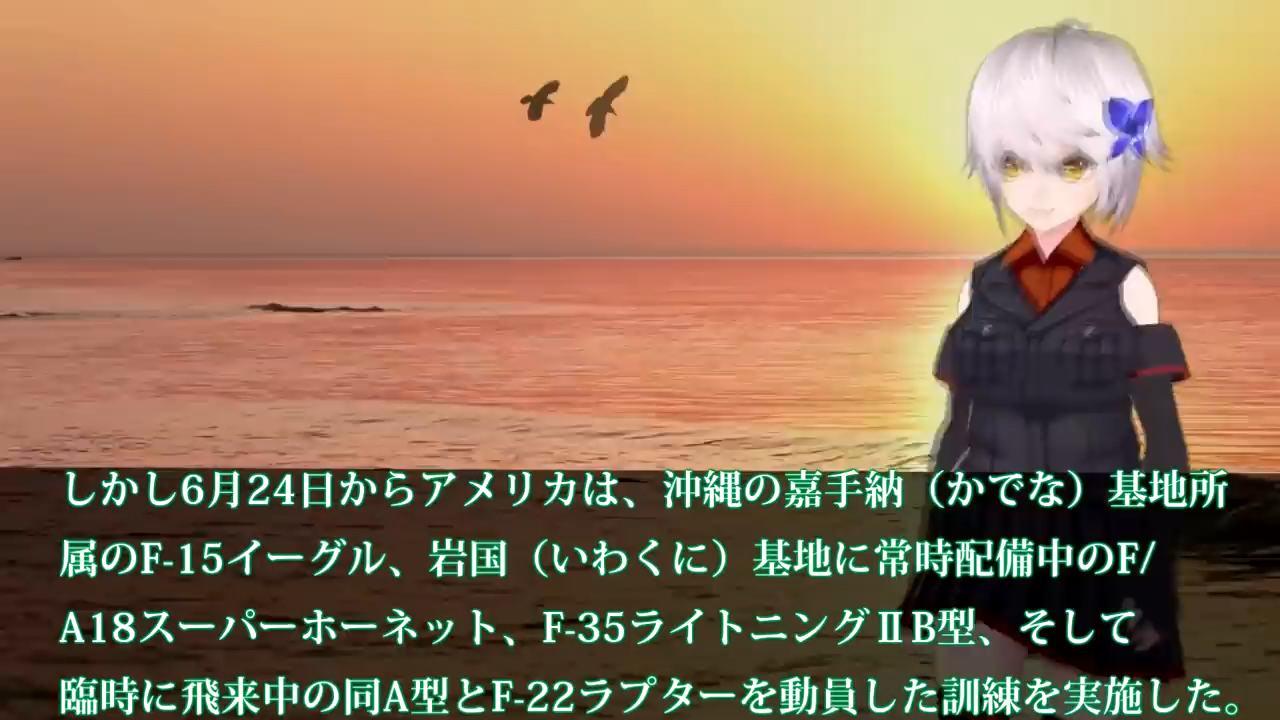 しかし6月24日からアメリカは、沖縄の嘉手納（かでな）基地所
属のF-15イーグル、岩国（いわくに）基地に常時配備中のF/
A18スーパーホーネット、F-35ライトニングⅡB型、そして
臨時に飛来中の同A型とF-22ラプターを動員した訓練を実施した。